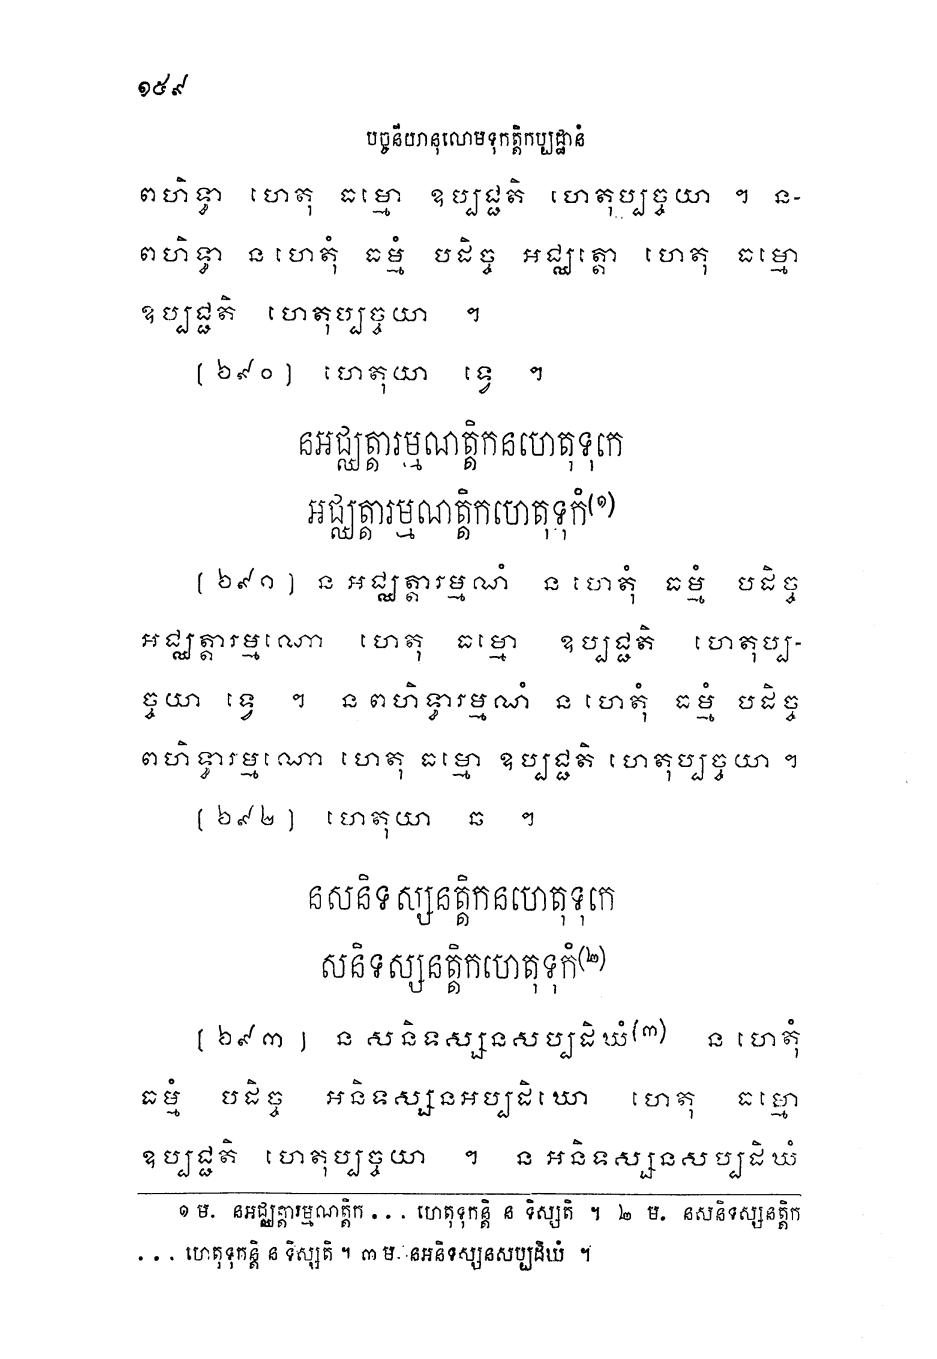 ១៥៩
បច្ចនីយានុលោមទុកត្តិកប្បដ្ឋានំ
ពហិទ្ធា ហេតុ ធម្មោ ឧប្បជ្ជតិ ហេតុប្បច្ចយា ។ ន-
ពហិទ្ធា ន ហេតុំ ធម្មំ បដិច្ច អជ្ឈត្តោ ហេតុ ធម្មោ
ឧប្បជ្ជតិ ហេតុប្បច្ចយា ។
[៦៩០] ហេតុយា ទ្វេ ។
នអជ្ឈត្តារម្មណត្តិកនហេតុទុកេ
អជ្ឈត្តារម្មណត្តិកហេតុទុកំ(១)
[៦៩១] ន អជ្ឈត្តារម្មណំ ន ហេតុំ ធម្មំ បដិច្ច
អជ្ឈត្តារម្មណោ ហេតុ ធម្មោ ឧប្បជ្ជតិ ហេតុប្ប-
ច្ចយា ទ្វេ ។ ន ពហិទ្ធារម្មណំ ន ហេតុំ ធម្មំ បដិច្ច
ពហិទ្ធារម្មណោ ហេតុ ធម្មោ ឧប្បជ្ជតិ ហេតុប្បច្ចយា ។
[៦៩២] ហេតុយា ឆ ។
នសនិទស្សនត្តិកនហេតុទុកេ
សនិទស្សនត្តិកហេតុទុកំ(២)
[៦៩៣] ន សនិទស្សនសប្បដិឃំ(៣) ន ហេតុំ
ធម្មំ បដិច្ច អនិទស្សនអប្បដិឃោ ហេតុ ធម្មោ
ឧប្បជ្ជតិ ហេតុប្បច្ចយា ។ ន អនិទស្សនសប្បដិឃំ
១ ម. នអជ្ឈត្តារម្មណត្តិក... ហេតុទុកន្តិ ន ទិស្សតិ ។ ២ ម. នសនិទស្សនត្តិក
... ហេតុទុកន្តិ ន ទិស្សតិ ។ ៣ ម. នអនិទស្សនសប្បដិឃំ ។